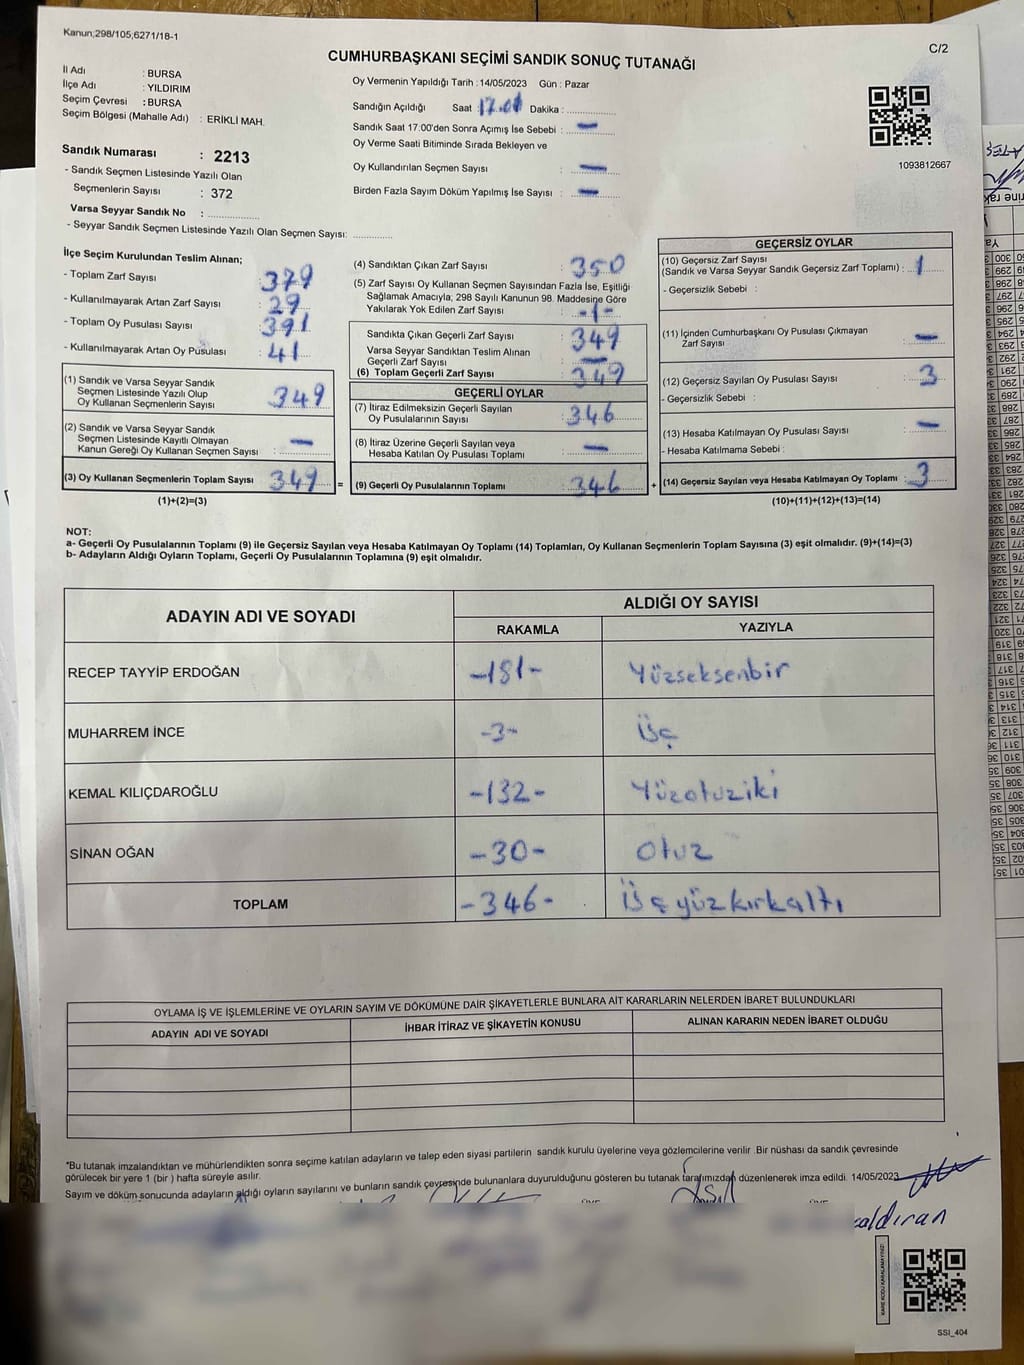 Kanun;298/105,6271/18-1
C/2
CUMHURBAŞKANI SEÇİMİ SANDIK SONUÇ TUTANAĞI
İl Adı : BURSA
İlçe Adı : YILDIRIM
Seçim Çevresi : BURSA
Seçim Bölgesi (Mahalle Adı) : ERİKLİ MAH.
Oy Vermenin Yapıldığı Tarih : 14/05/2023 Gün : Pazar
Sandığın Açıldığı Saat 17.01 Dakika :
Sandık Saat 17:00'den Sonra Açımış İse Sebebi : —
Oy Verme Saati Bitiminde Sırada Bekleyen ve
Oy Kullandırılan Seçmen Sayısı : —
Birden Fazla Sayım Döküm Yapılmış İse Sayısı : —
1093812667
Sandık Numarası : 2213
- Sandık Seçmen Listesinde Yazılı Olan
Seçmenlerin Sayısı : 372
Varsa Seyyar Sandık No :
- Seyyar Sandık Seçmen Listesinde Yazılı Olan Seçmen Sayısı:
İlçe Seçim Kurulundan Teslim Alınan;
- Toplam Zarf Sayısı : 379
- Kullanılmayarak Artan Zarf Sayısı : 29
- Toplam Oy Pusulası Sayısı : 391
- Kullanılmayarak Artan Oy Pusulası : 41
(1) Sandık ve Varsa Seyyar Sandık
Seçmen Listesinde Yazılı Olup
Oy Kullanan Seçmenlerin Sayısı : 349
(2) Sandık ve Varsa Seyyar Sandık
Seçmen Listesinde Kayıtlı Olmayan
Kanun Gereği Oy Kullanan Seçmen Sayısı : —
(3) Oy Kullanan Seçmenlerin Toplam Sayısı : 349 =
(1)+(2)=(3)
(4) Sandıktan Çıkan Zarf Sayısı : 350
(5) Zarf Sayısı Oy Kullanan Seçmen Sayısından Fazla İse, Eşitliği
Sağlamak Amacıyla, 298 Sayılı Kanunun 98. Maddesine Göre
Yakılarak Yok Edilen Zarf Sayısı : -1-
Sandıkta Çıkan Geçerli Zarf Sayısı : 349
Varsa Seyyar Sandıktan Teslim Alınan
Geçerli Zarf Sayısı : —
(6) Toplam Geçerli Zarf Sayısı : 349
GEÇERLİ OYLAR
(7) İtiraz Edilmeksizin Geçerli Sayılan
Oy Pusulalarının Sayısı : 346
(8) İtiraz Üzerine Geçerli Sayılan veya
Hesaba Katılan Oy Pusulası Toplamı : —
(9) Geçerli Oy Pusulalarının Toplamı : 346 +
GEÇERSİZ OYLAR
(10) Geçersiz Zarf Sayısı
(Sandık ve Varsa Seyyar Sandık Geçersiz Zarf Toplamı) : 1
- Geçersizlik Sebebi :
(11) İçinden Cumhurbaşkanı Oy Pusulası Çıkmayan
Zarf Sayısı : —
(12) Geçersiz Sayılan Oy Pusulası Sayısı : 3
- Geçersizlik Sebebi :
(13) Hesaba Katılmayan Oy Pusulası Sayısı : —
- Hesaba Katılmama Sebebi :
(14) Geçersiz Sayılan veya Hesaba Katılmayan Oy Toplamı : 3
(10)+(11)+(12)+(13)=(14)
NOT:
a- Geçerli Oy Pusulalarının Toplamı (9) ile Geçersiz Sayılan veya Hesaba Katılmayan Oy Toplamı (14) Toplamları, Oy Kullanan Seçmenlerin Toplam Sayısına (3) eşit olmalıdır. (9)+(14)=(3)
b- Adayların Aldığı Oyların Toplamı, Geçerli Oy Pusulalarının Toplamına (9) eşit olmalıdır.
ADAYIN ADI VE SOYADI
ALDIĞI OY SAYISI
RAKAMLA YAZIYLA
RECEP TAYYİP ERDOĞAN -181- Yüzseksenbir
MUHARREM İNCE -3- Üç
KEMAL KILIÇDAROĞLU -132- Yüzotuziki
SİNAN OĞAN -30- Otuz
TOPLAM -346- Üçyüzkırkaltı
OYLAMA İŞ VE İŞLEMLERİNE VE OYLARIN SAYIM VE DÖKÜMÜNE DAİR ŞİKAYETLERLE BUNLARA AİT KARARLARIN NELERDEN İBARET BULUNDUKLARI
ADAYIN ADI VE SOYADI İHBAR İTİRAZ VE ŞİKAYETİN KONUSU ALINAN KARARIN NEDEN İBARET OLDUĞU
*Bu tutanak imzalandıktan ve mühürlendikten sonra seçime katılan adayların ve talep eden siyasi partilerin sandık kurulu üyelerine veya gözlemcilerine verilir. Bir nüshası da sandık çevresinde
görülecek bir yere 1 (bir ) hafta süreyle asılır.
Sayım ve döküm sonucunda adayların aldığı oyların sayılarını ve bunların sandık çevresinde bulunanlara duyurulduğunu gösteren bu tutanak tarafımızdan düzenlenerek imza edildi. 14/05/2023
SSİ_404